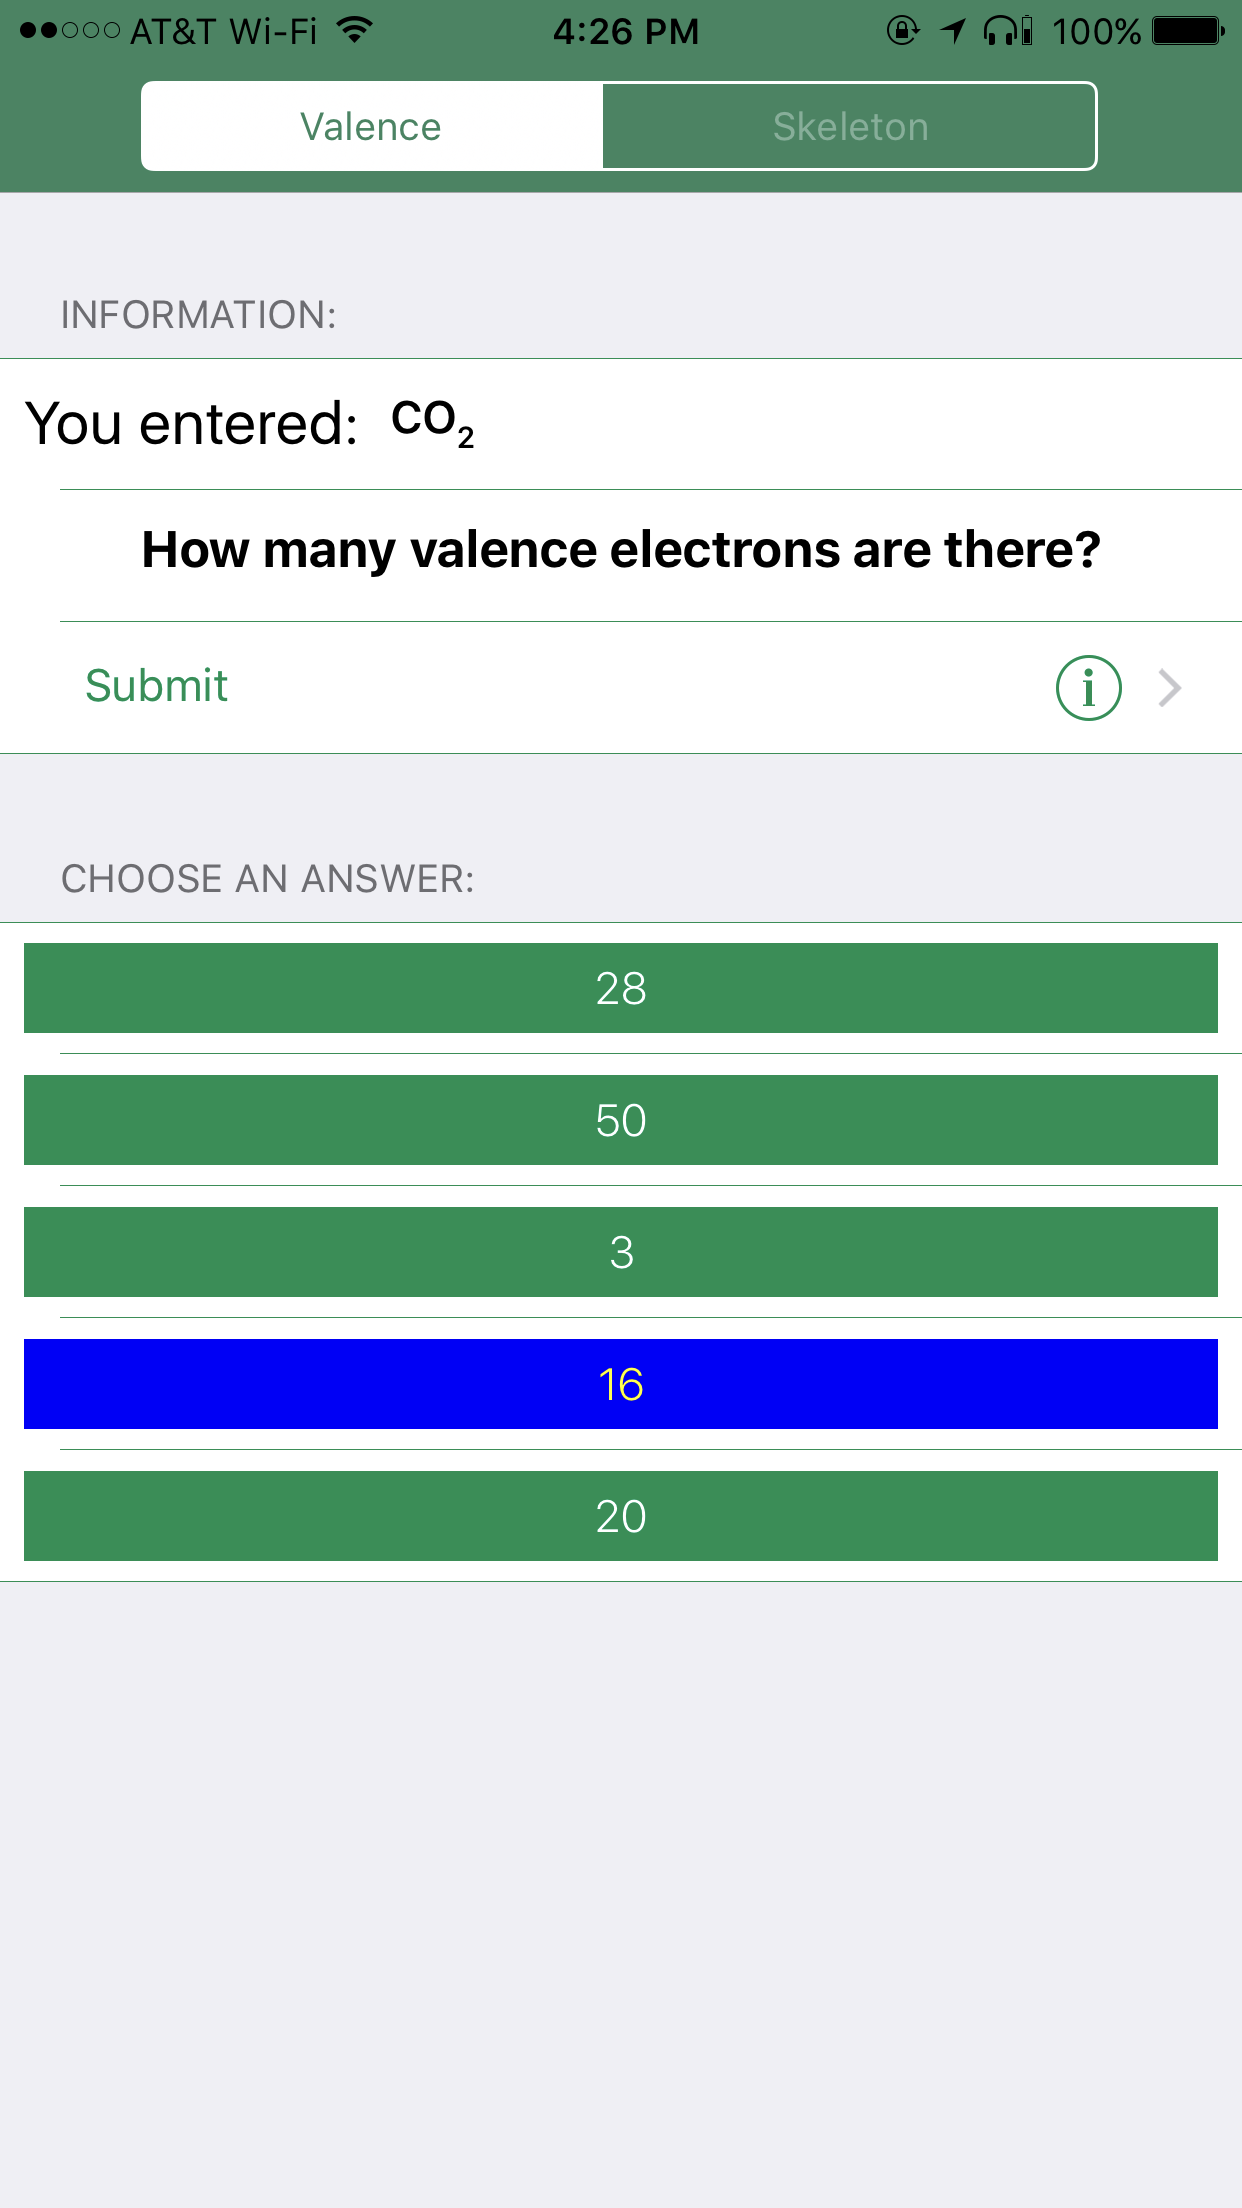 AT&T Wi-Fi 4:26 PM 100%
Valence Skeleton
INFORMATION:
You entered: CO₂
How many valence electrons are there?
Submit i
CHOOSE AN ANSWER:
28
50
3
16
20